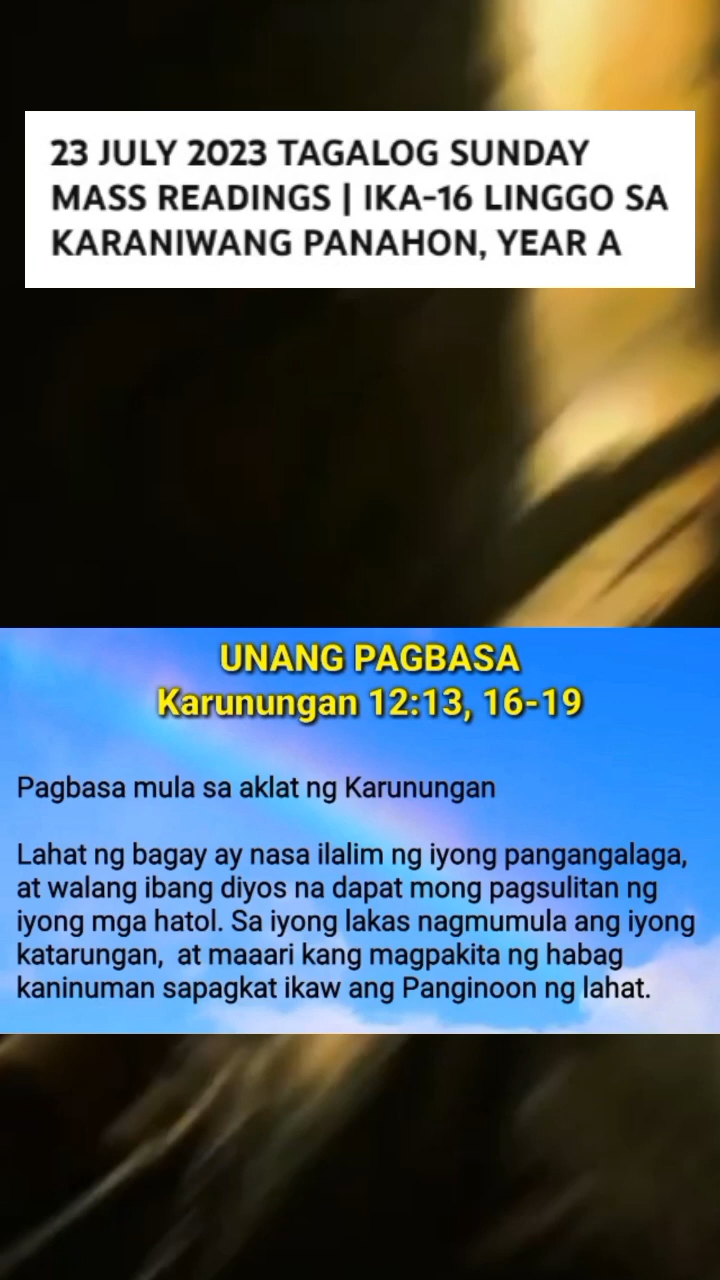 23 JULY 2023 TAGALOG SUNDAY
MASS READINGS | IKA-16 LINGGO SA
KARANIWANG PANAHON, YEAR A
UNANG PAGBASA
Karunungan 12:13, 16-19
Pagbasa mula sa aklat ng Karunungan
Lahat ng bagay ay nasa ilalim ng iyong pangangalaga,
at walang ibang diyos na dapat mong pagsulitan ng
iyong mga hatol. Sa iyong lakas nagmumula ang iyong
katarungan, at maaari kang magpakita ng habag
kaninuman sapagkat ikaw ang Panginoon ng lahat.